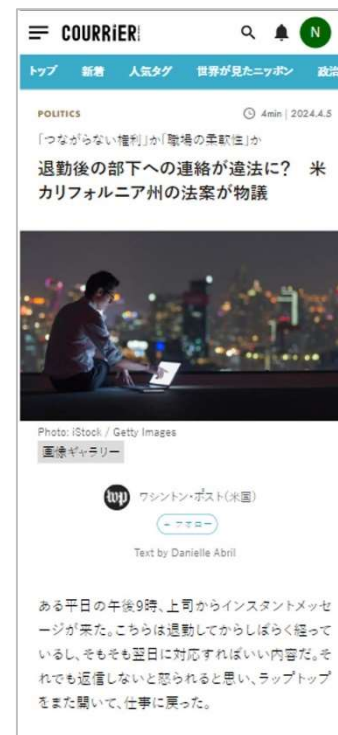 COURRiER
N
トップ 新着 人気タグ 世界が見たニッポン 政治
POLITICS 4min | 2024.4.5
「つながらない権利」か「職場の柔軟性」か
退勤後の部下への連絡が違法に? 米
カリフォルニア州の法案が物議
Photo: iStock / Getty Images
画像ギャラリー
wp ワシントン・ポスト(米国)
+ フォロー
Text by Danielle Abril
ある平日の午後9時、上司からインスタントメッセ
ージが来た。こちらは退勤してからしばらく経って
いるし、そもそも翌日に対応すればいい内容だ。そ
れでも返信しないと怒られると思い、ラップトップ
をまた開いて、仕事に戻った。